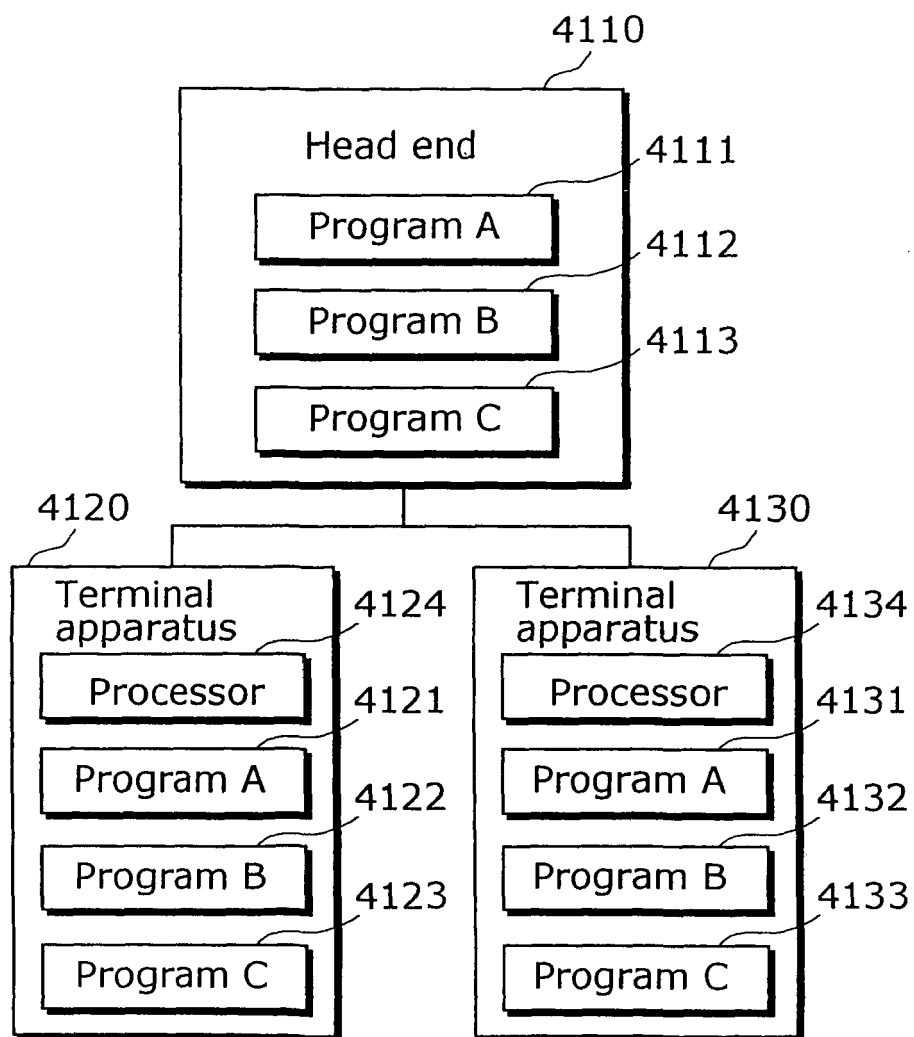 4110
Head end
4111
Program A
4112
Program B
4113
Program C
4120
Terminal
apparatus
4124
Processor
4121
Program A
4122
Program B
4123
Program C
4130
Terminal
apparatus
4134
Processor
4131
Program A
4132
Program B
4133
Program C